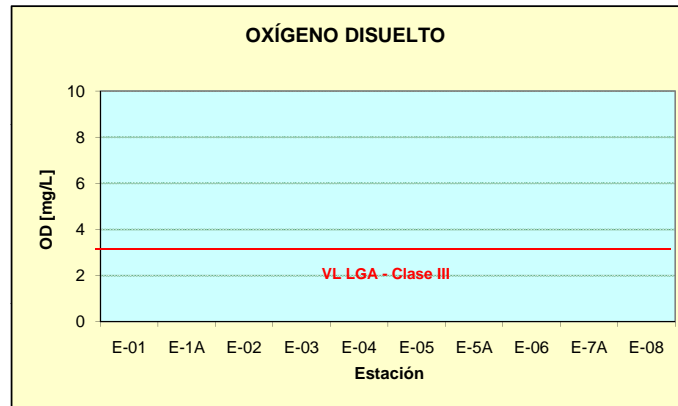 OXÍGENO DISUELTO
10
8
6
4
2
0
OD [mg/L]
VL LGA - Clase III
E-01 E-1A E-02 E-03 E-04 E-05 E-5A E-06 E-7A E-08
Estación